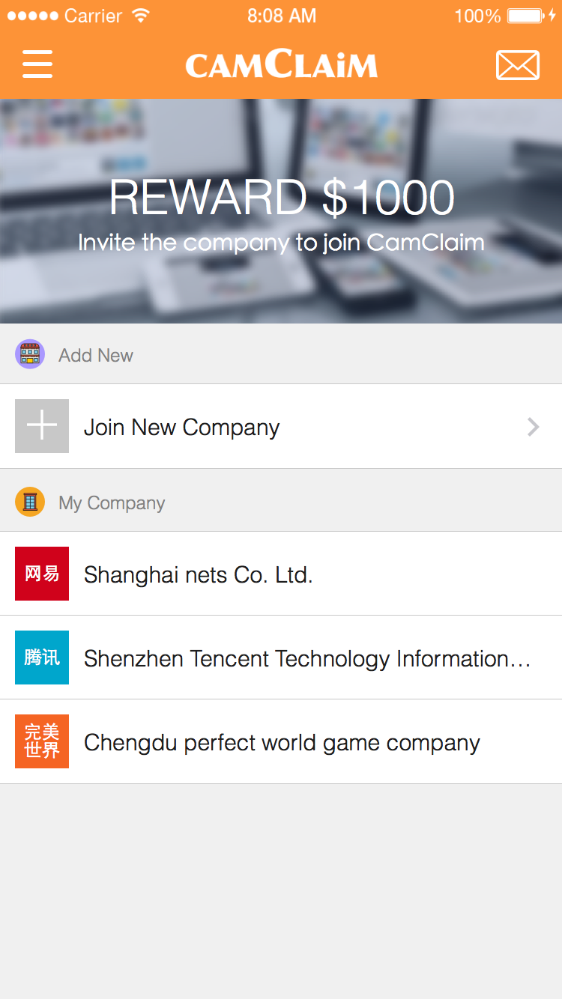 Carrier 8:08 AM 100%
CAMCLAiM
REWARD $1000
Invite the company to join CamClaim
Add New
Join New Company
My Company
网易
Shanghai nets Co. Ltd.
腾讯
Shenzhen Tencent Technology Information...
完美
世界
Chengdu perfect world game company